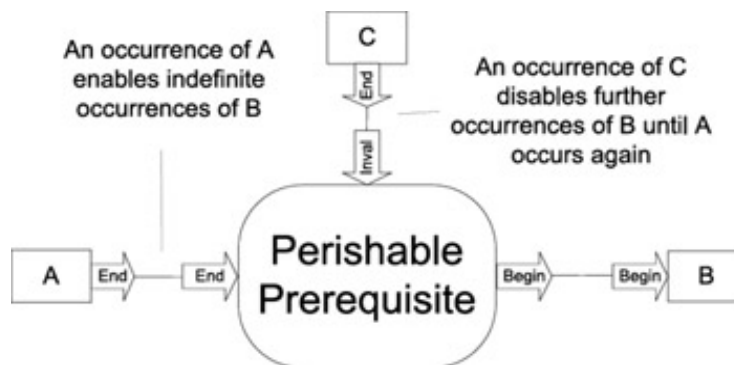 An occurrence of A
enables indefinite
occurrences of B
C
End
Inval
An occurrence of C
disables further
occurrences of B until A
occurs again
A
End
End
Perishable
Prerequisite
Begin
Begin
B